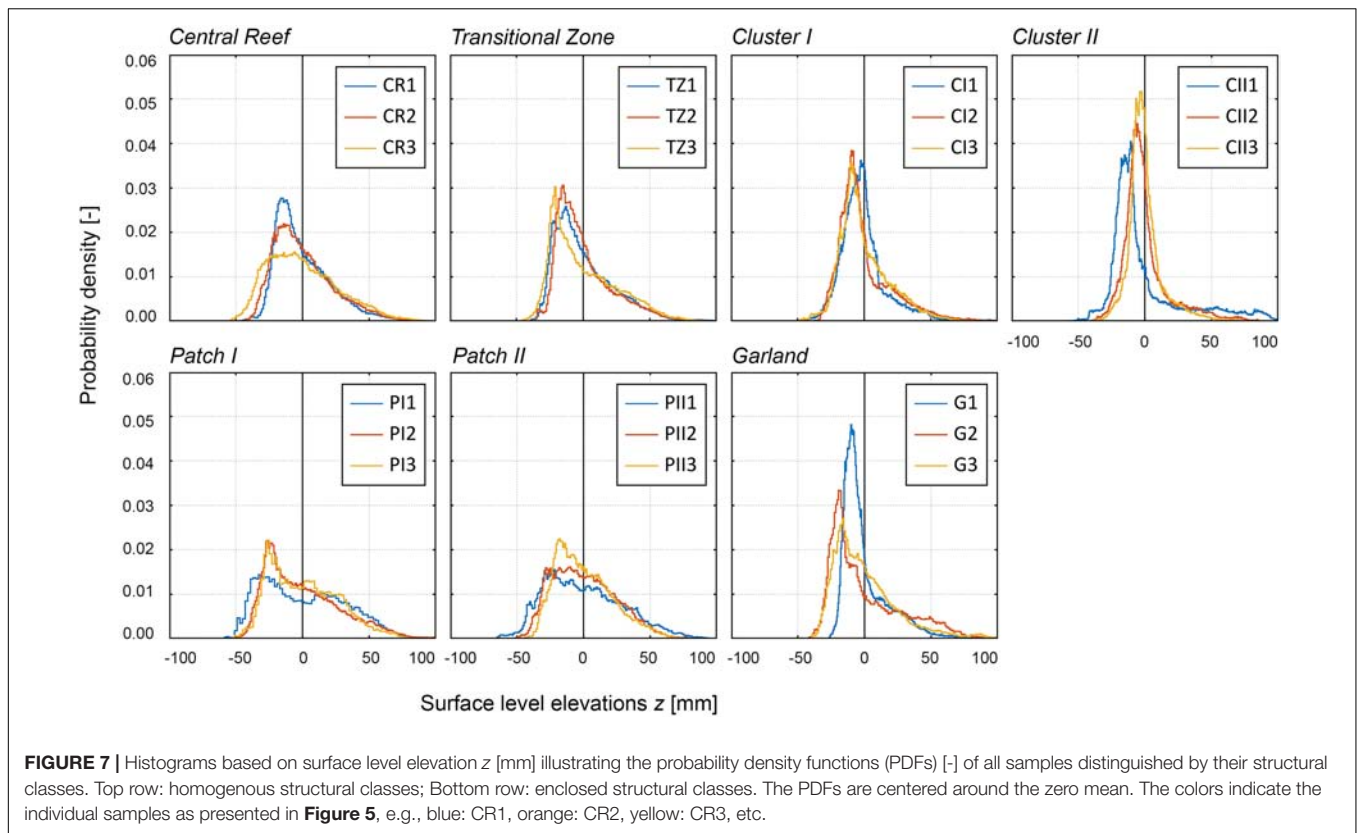 Central Reef
Transitional Zone
Cluster I
Cluster II
0.06
0.05
0.04
0.03
0.02
0.01
0.00
CR1
CR2
CR3
TZ1
TZ2
TZ3
CI1
CI2
CI3
CII1
CII2
CII3
-100 -50 0 50 100
Probability density [-]
Patch I
Patch II
Garland
0.06
0.05
0.04
0.03
0.02
0.01
0.00
PI1
PI2
PI3
PII1
PII2
PII3
G1
G2
G3
-100 -50 0 50 100
-100 -50 0 50 100
-100 -50 0 50 100
Surface level elevations z [mm]
FIGURE 7 | Histograms based on surface level elevation z [mm] illustrating the probability density functions (PDFs) [-] of all samples distinguished by their structural
classes. Top row: homogenous structural classes; Bottom row: enclosed structural classes. The PDFs are centered around the zero mean. The colors indicate the
individual samples as presented in Figure 5, e.g., blue: CR1, orange: CR2, yellow: CR3, etc.